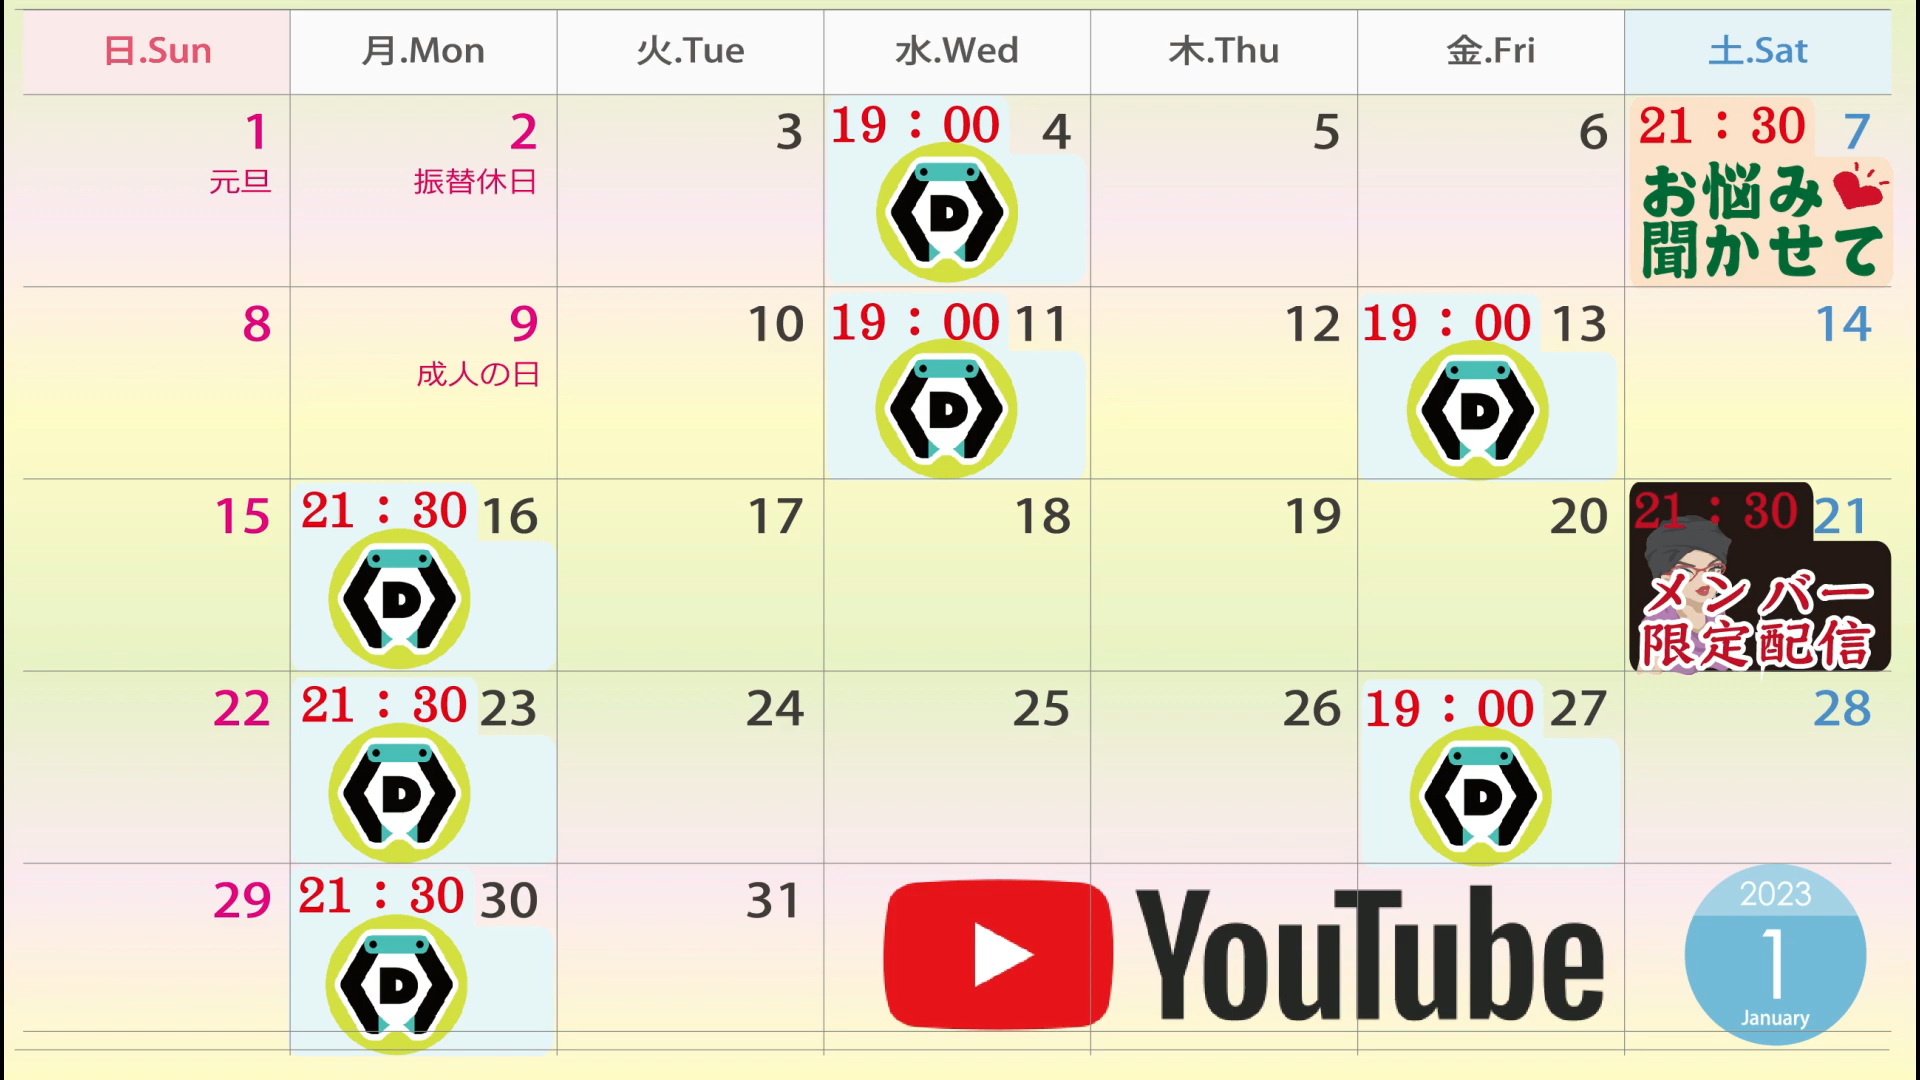 日.Sun 月.Mon 火.Tue 水.Wed 木.Thu 金.Fri 土.Sat
1 2 3 19：00 4 5 6 21：30 7
元旦 振替休日 D お悩み
聞かせて
8 9 10 19：00 11 12 19：00 13 14
成人の日 D D
15 21：30 16 17 18 19 20 21：30 21
D メンバー
限定配信
22 21：30 23 24 25 26 19：00 27 28
D D
29 21：30 30 31 YouTube 2023
D 1
January